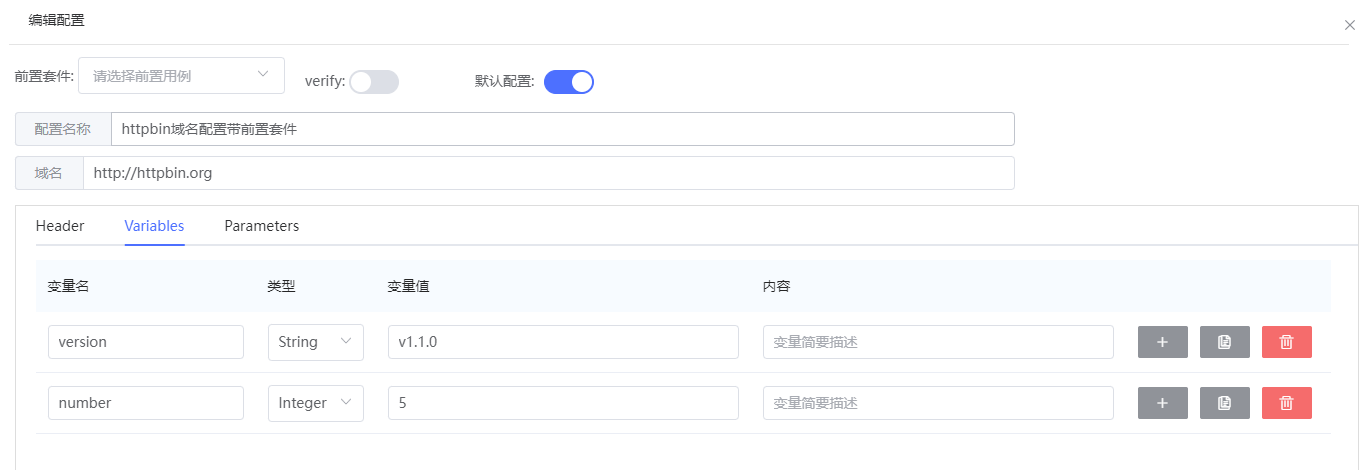 编辑配置
前置套件: 请选择前置用例 verify: 默认配置:
配置名称 httpbin域名配置带前置套件
域名 http://httpbin.org
Header Variables Parameters
变量名 类型 变量值 内容
version String v1.1.0 变量简要描述
number Integer 5 变量简要描述